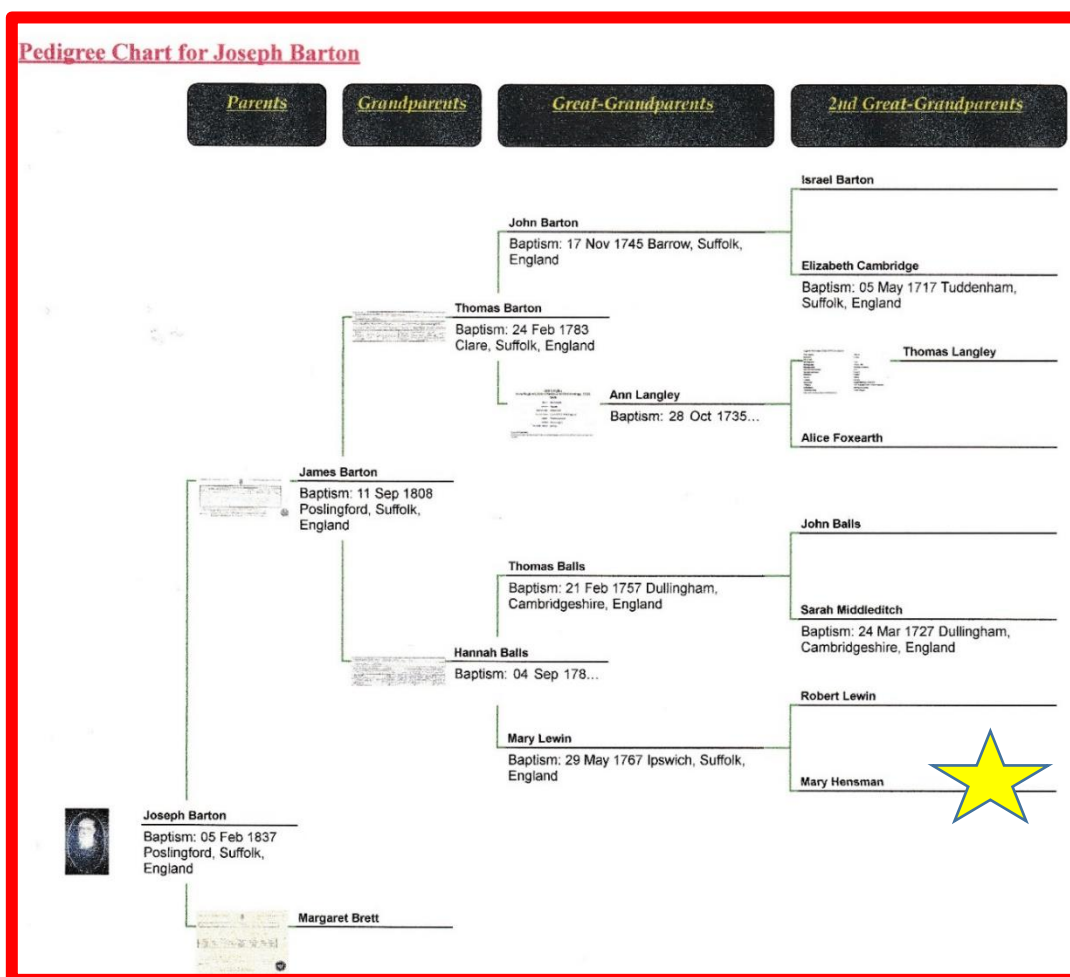 Pedigree Chart for Joseph Barton
Parents
Grandparents
Great-Grandparents
2nd Great-Grandparents
Israel Barton
John Barton
Baptism: 17 Nov 1745 Barrow, Suffolk,
England
Elizabeth Cambridge
Baptism: 05 May 1717 Tuddenham,
Suffolk, England
Thomas Barton
Baptism: 24 Feb 1783
Clare, Suffolk, England
Thomas Langley
Ann Langley
Baptism: 28 Oct 1735...
Alice Foxearth
James Barton
Baptism: 11 Sep 1808
Poslingford, Suffolk,
England
John Balls
Thomas Balls
Baptism: 21 Feb 1757 Dullingham,
Cambridgeshire, England
Sarah Middleditch
Baptism: 24 Mar 1727 Dullingham,
Cambridgeshire, England
Hannah Balls
Baptism: 04 Sep 178...
Robert Lewin
Mary Lewin
Baptism: 29 May 1767 Ipswich, Suffolk,
England
Mary Hensman
Joseph Barton
Baptism: 05 Feb 1837
Poslingford, Suffolk,
England
Margaret Brett